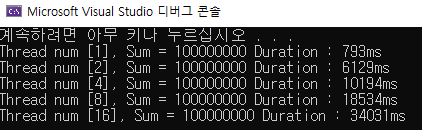 Microsoft Visual Studio 디버그 콘솔
계속하려면 아무 키나 누르십시오 . . .
Thread num [1], Sum = 100000000 Duration : 793ms
Thread num [2], Sum = 100000000 Duration : 6129ms
Thread num [4], Sum = 100000000 Duration : 10194ms
Thread num [8], Sum = 100000000 Duration : 18534ms
Thread num [16], Sum = 100000000 Duration : 34031ms